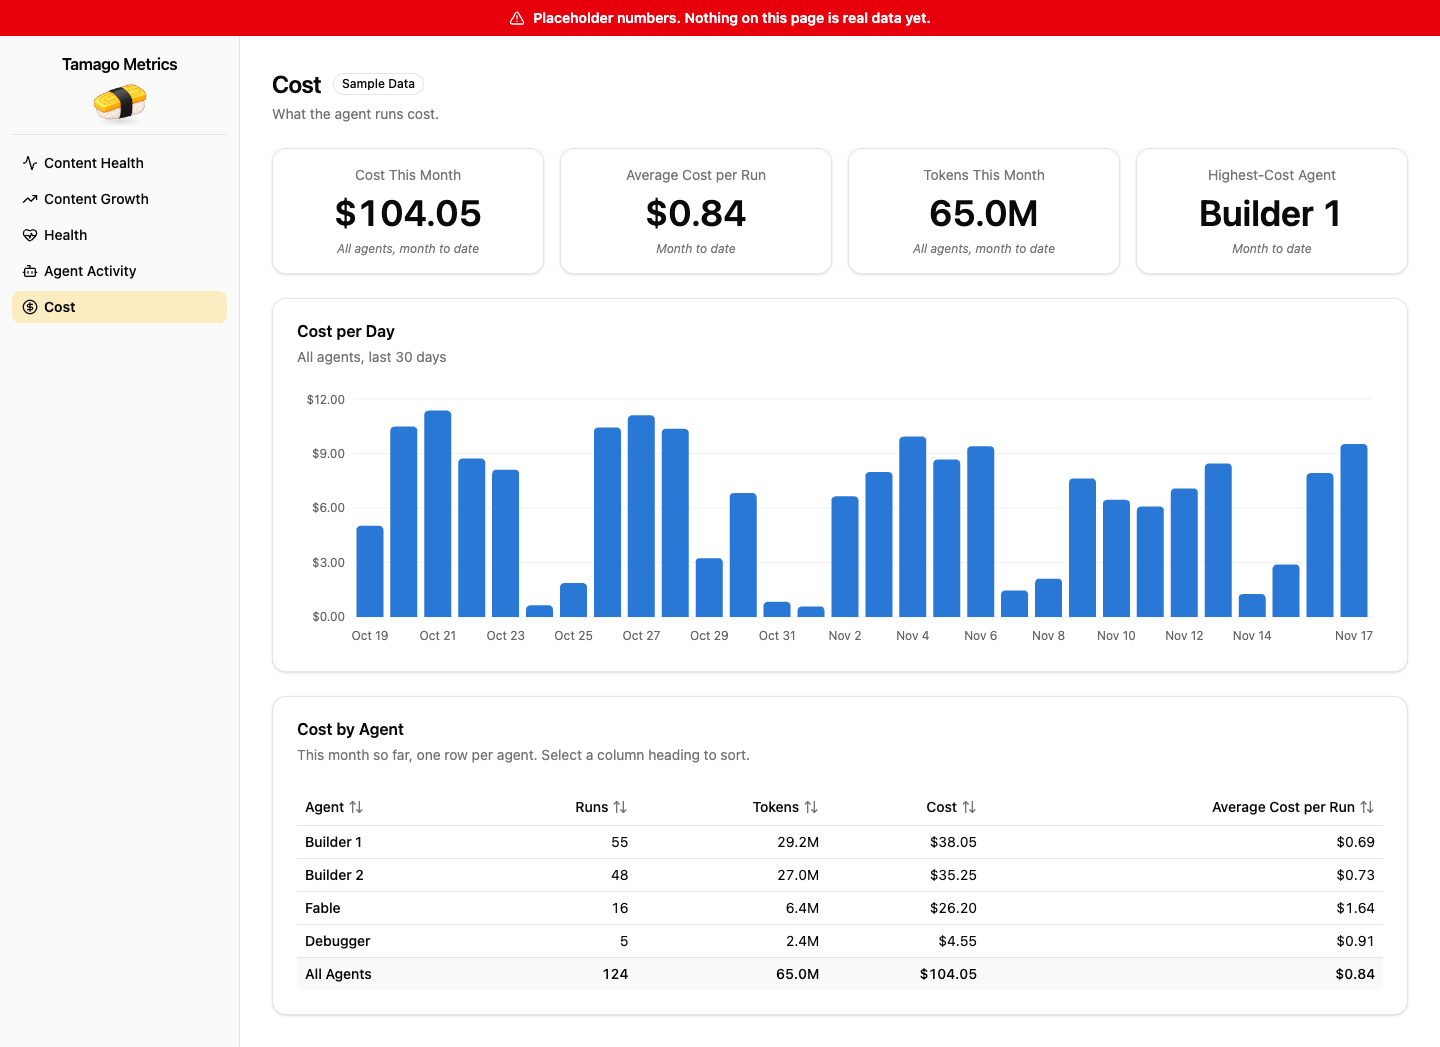 Placeholder numbers. Nothing on this page is real data yet.
Tamago Metrics
Content Health
Content Growth
Health
Agent Activity
Cost
Cost Sample Data
What the agent runs cost.
Cost This Month
$104.05
All agents, month to date
Average Cost per Run
$0.84
Month to date
Tokens This Month
65.0M
All agents, month to date
Highest-Cost Agent
Builder 1
Month to date
Cost per Day
All agents, last 30 days
$12.00
$9.00
$6.00
$3.00
$0.00
Oct 19 Oct 21 Oct 23 Oct 25 Oct 27 Oct 29 Oct 31 Nov 2 Nov 4 Nov 6 Nov 8 Nov 10 Nov 12 Nov 14 Nov 17
Cost by Agent
This month so far, one row per agent. Select a column heading to sort.
Agent Runs Tokens Cost Average Cost per Run
Builder 1 55 29.2M $38.05 $0.69
Builder 2 48 27.0M $35.25 $0.73
Fable 16 6.4M $26.20 $1.64
Debugger 5 2.4M $4.55 $0.91
All Agents 124 65.0M $104.05 $0.84